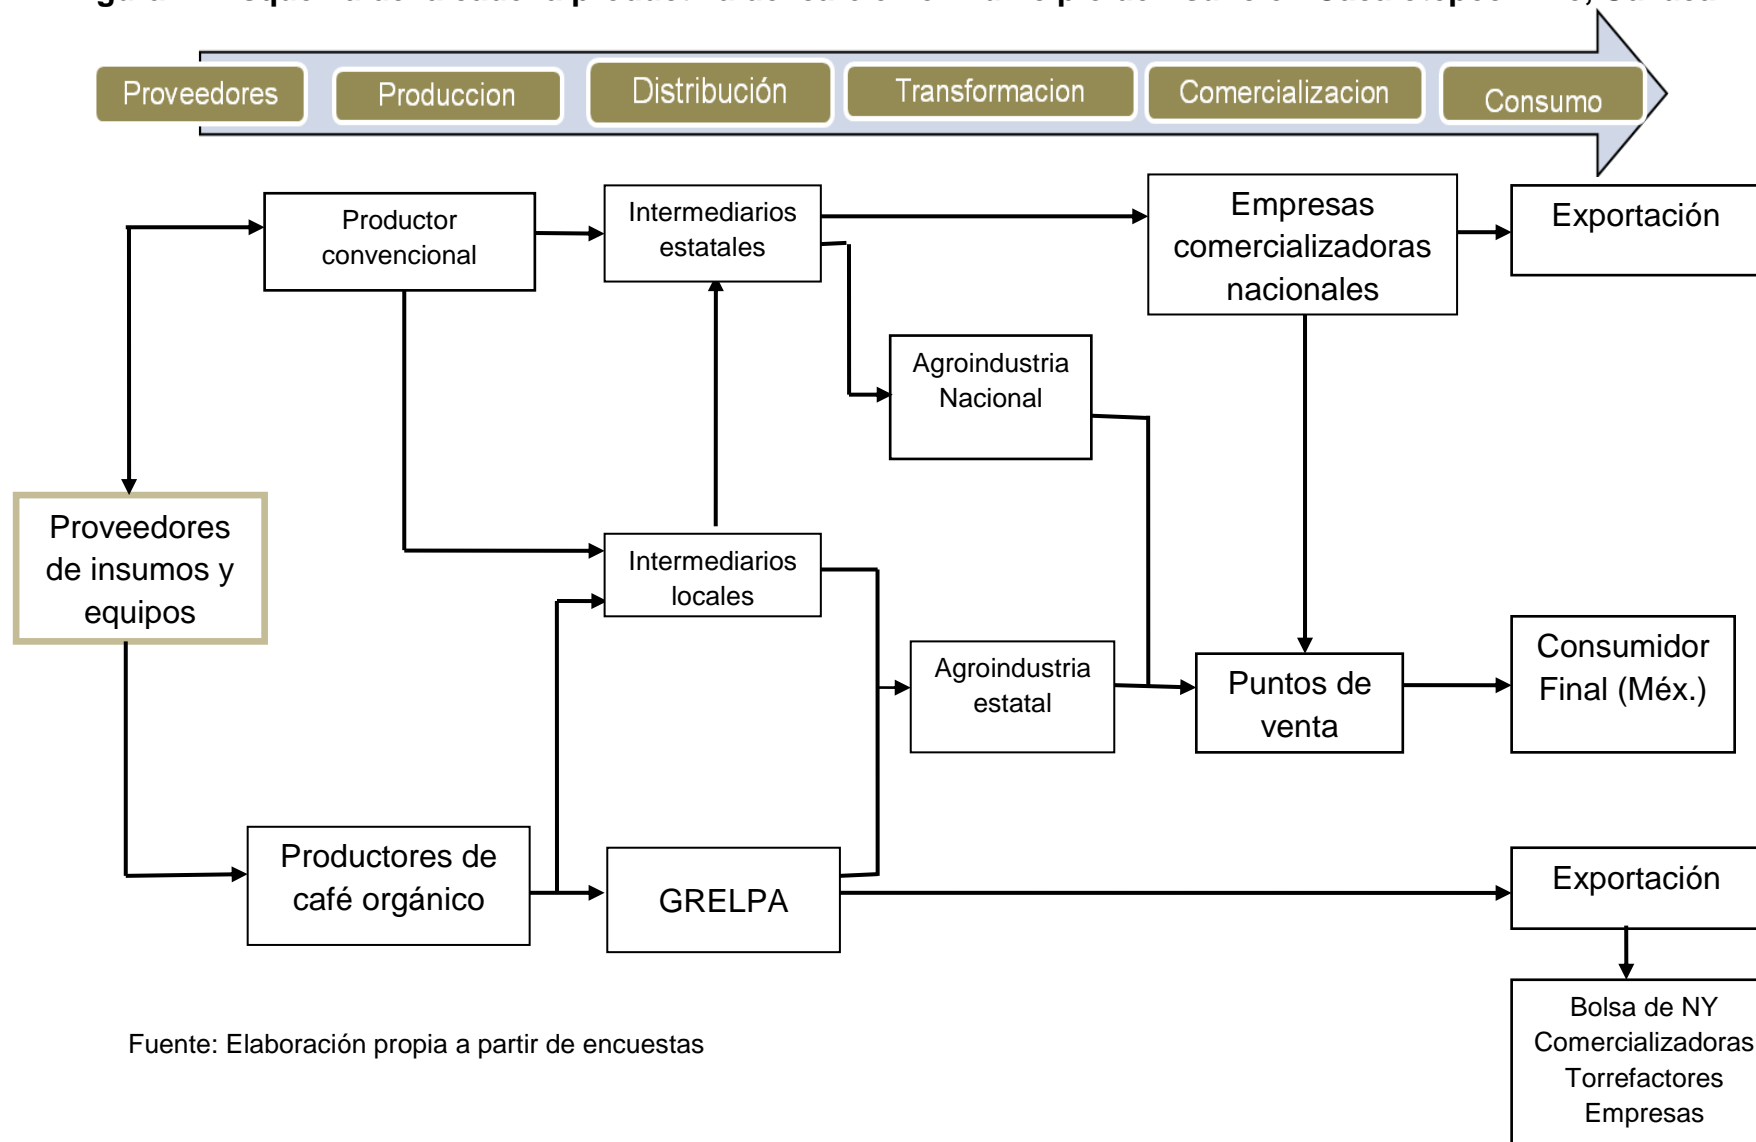 Proveedores
Produccion
Distribución
Transformacion
Comercializacion
Consumo
Productor
convencional
Intermediarios
estatales
Empresas
comercializadoras
nacionales
Exportación
Agroindustria
Nacional
Proveedores
de insumos y
equipos
Intermediarios
locales
Agroindustria
estatal
Puntos de
venta
Consumidor
Final (Méx.)
Productores de
café orgánico
GRELPA
Exportación
Bolsa de NY
Comercializadoras
Torrefactores
Empresas
Fuente: Elaboración propia a partir de encuestas